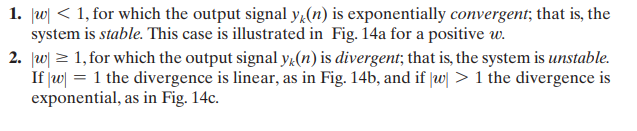 1. |w| < 1, for which the output signal yₖ(n) is exponentially convergent; that is, the
system is stable. This case is illustrated in Fig. 14a for a positive w.
2. |w| ≥ 1, for which the output signal yₖ(n) is divergent; that is, the system is unstable.
If |w| = 1 the divergence is linear, as in Fig. 14b, and if |w| > 1 the divergence is
exponential, as in Fig. 14c.